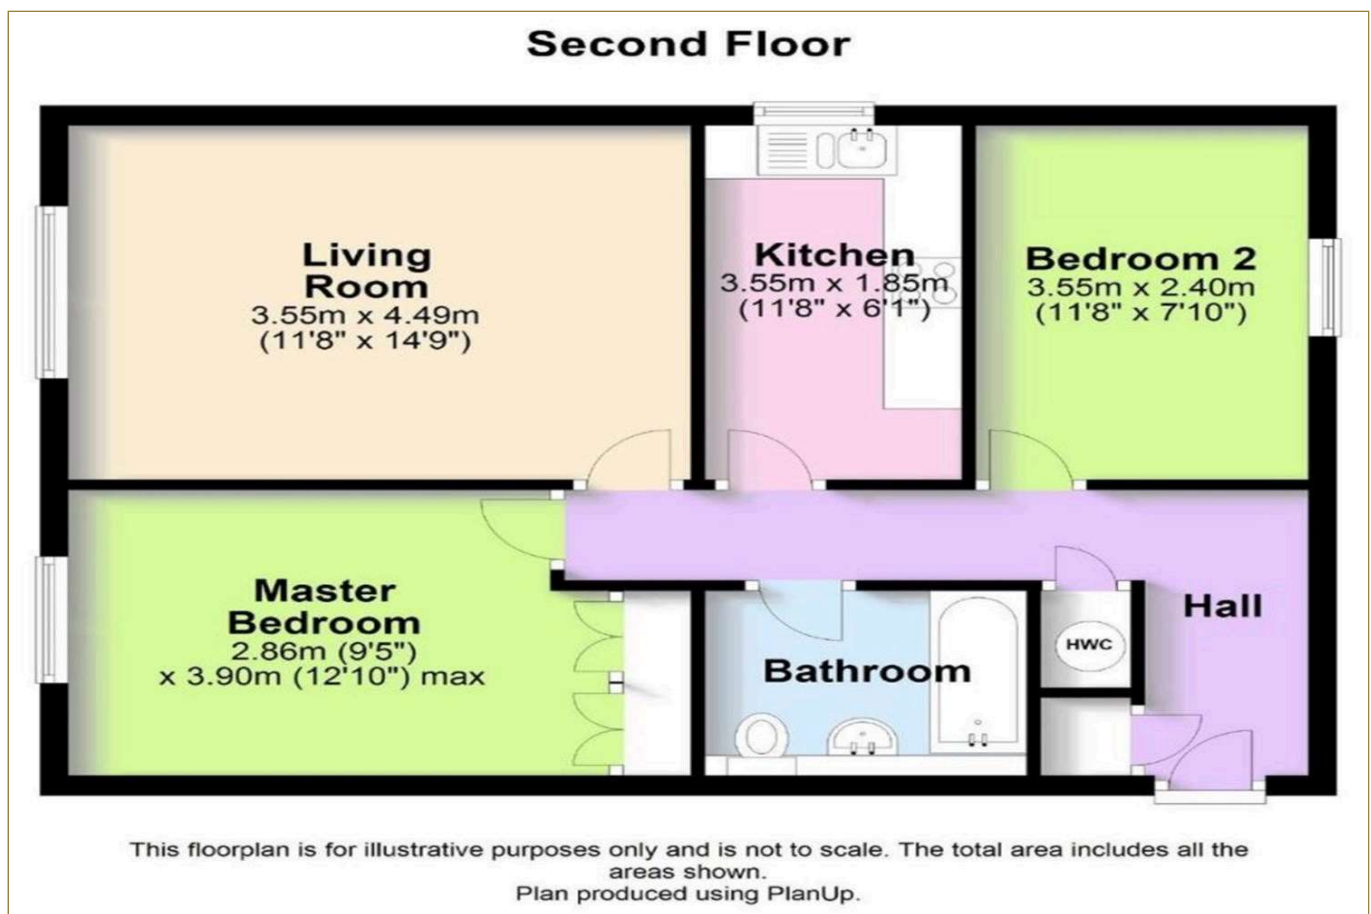 Second Floor
Living
Room
3.55m x 4.49m
(11'8" x 14'9")
Kitchen
3.55m x 1.85m
(11'8" x 6'1")
Bedroom 2
3.55m x 2.40m
(11'8" x 7'10")
Master
Bedroom
2.86m (9'5")
x 3.90m (12'10") max
Bathroom
HWC
Hall
This floorplan is for illustrative purposes only and is not to scale. The total area includes all the
areas shown.
Plan produced using PlanUp.